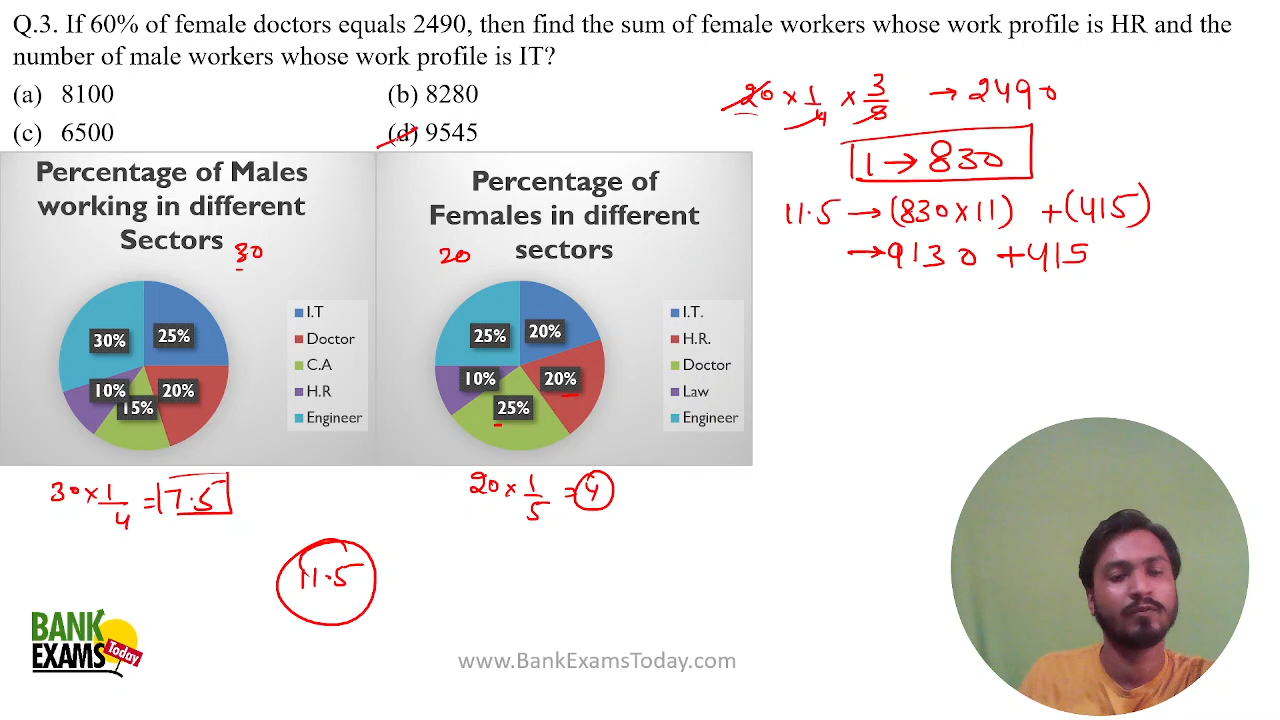 Q.3. If 60% of female doctors equals 2490, then find the sum of female workers whose work profile is HR and the
number of male workers whose work profile is IT?
(a) 8100
(b) 8280
(c) 6500
(d) 9545
20 × 1/4 × 3/5 → 2490
1 → 830
11.5 → (830×11) + (415)
→ 9130 + 415
Percentage of Males
working in different
Sectors
30
30%
25%
10%
15%
20%
I.T
Doctor
C.A
H.R
Engineer
Percentage of
Females in different
sectors
20
25%
20%
10%
20%
25%
I.T.
H.R.
Doctor
Law
Engineer
30 × 1/4 = 7.5
20 × 1/5 = 4
11.5
BANK
EXAMS
Today
www.BankExamsToday.com